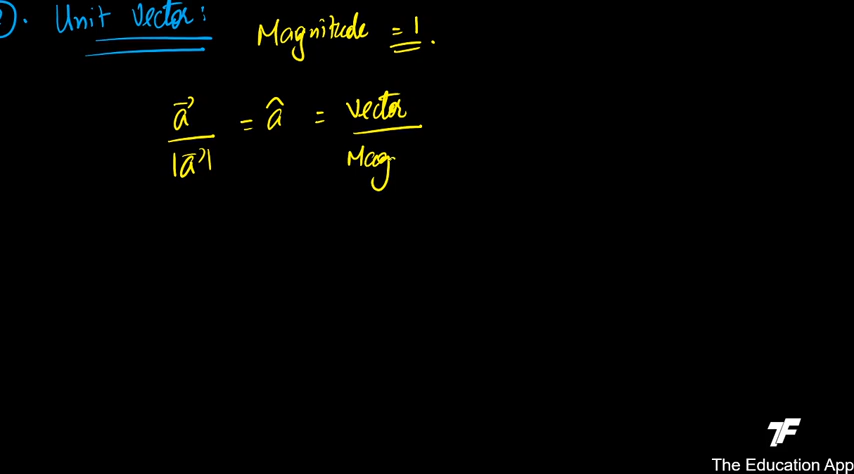 Unit vector:
Magnitude = 1.
a⃗ / |a⃗| = â = vector / Mag
The Education App